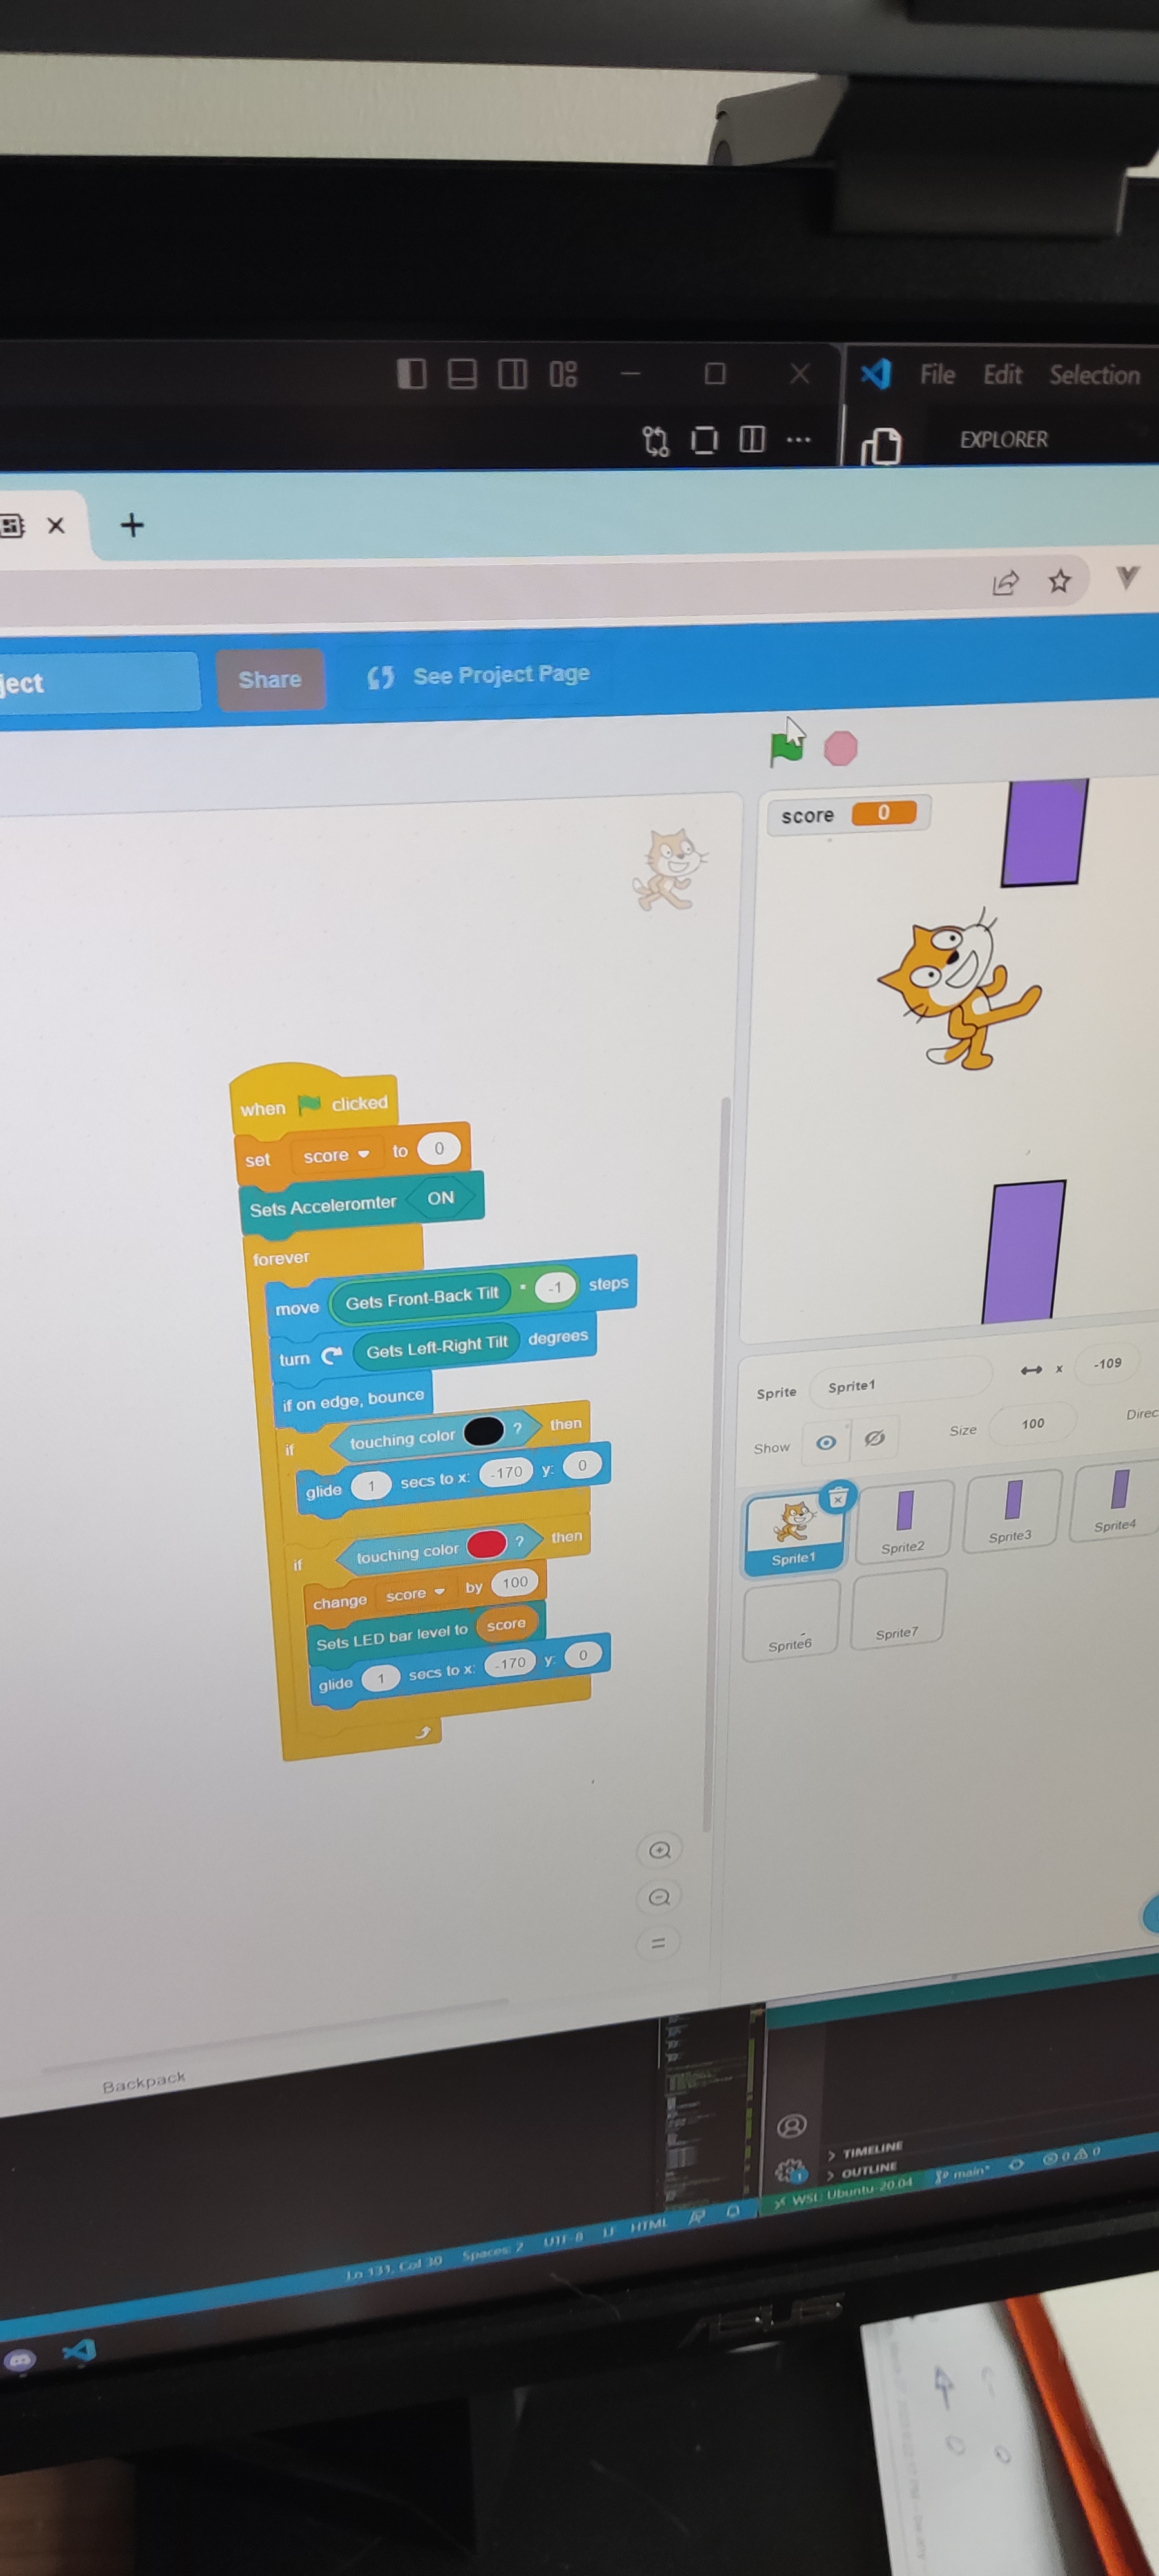 File Edit Selection
EXPLORER
ject
Share
See Project Page
score 0
when clicked
set score to 0
Sets Acceleromter ON
forever
move Gets Front-Back Tilt * -1 steps
turn Gets Left-Right Tilt degrees
if on edge, bounce
if touching color ? then
glide 1 secs to x: -170 y: 0
if touching color ? then
change score by 100
Sets LED bar level to score
glide 1 secs to x: -170 y: 0
Sprite Sprite1 x -109
Show Size 100 Direc
Sprite1
Sprite2
Sprite3
Sprite4
Sprite6
Sprite7
Backpack
> TIMELINE
> OUTLINE
WSL: Ubuntu-20.04 main* 0 0
Ln 131, Col 30 Spaces: 2 UTF-8 LF HTML
ASUS